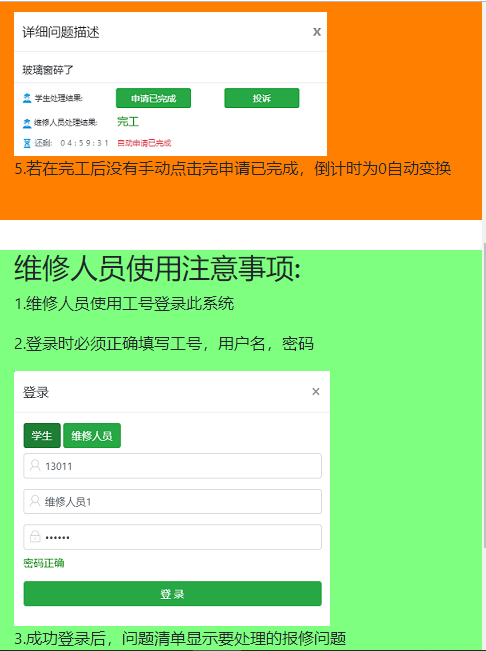 详细问题描述 x
玻璃窗碎了
学生处理结果: 申请已完成 投诉
维修人员处理结果: 完工
还剩: 04:59:31 自动申请已完成
5.若在完工后没有手动点击完申请已完成，倒计时为0自动变换
维修人员使用注意事项:
1.维修人员使用工号登录此系统
2.登录时必须正确填写工号，用户名，密码
登录 ×
学生 维修人员
13011
维修人员1
••••••
密码正确
登 录
3.成功登录后，问题清单显示要处理的报修问题